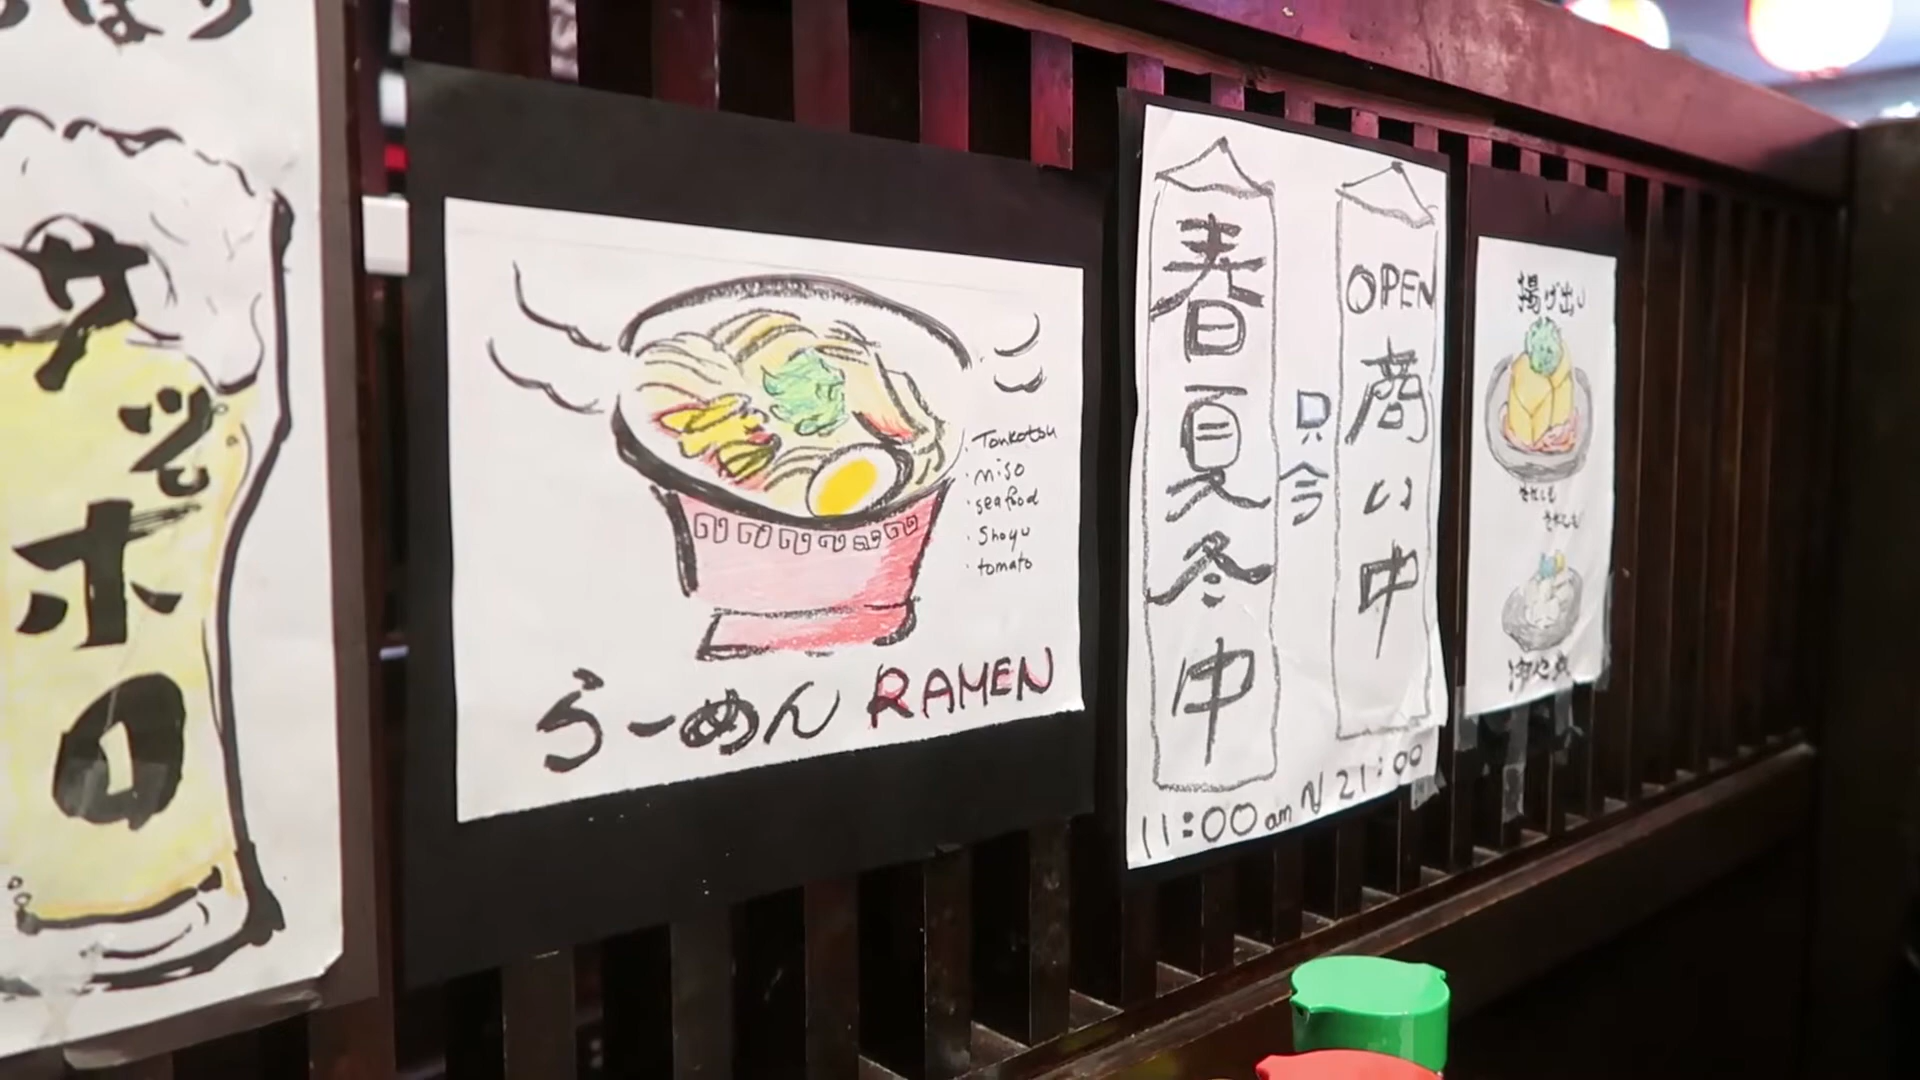 サッポロ
Tonkotsu
miso
seafood
Shoyu
tomato
らーめん RAMEN
春夏冬中
只今
OPEN
商い中
11:00am ~ 21:00
揚げ出し